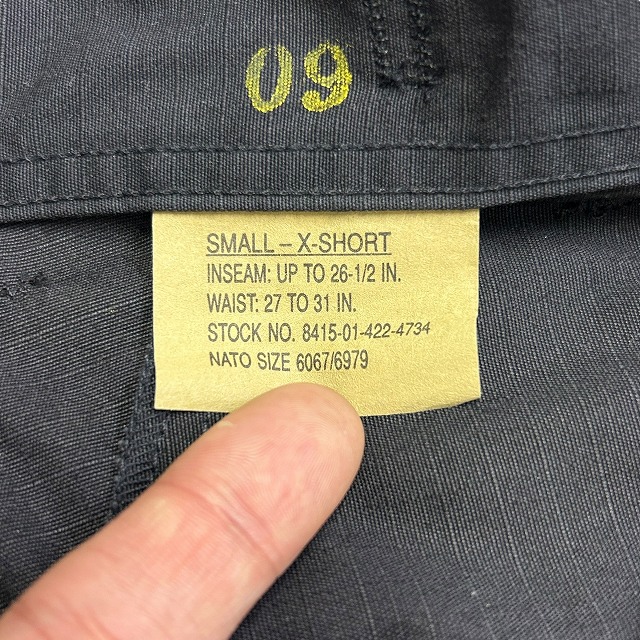 09
SMALL – X-SHORT
INSEAM: UP TO 26-1/2 IN.
WAIST: 27 TO 31 IN.
STOCK NO. 8415-01-422-4734
NATO SIZE 6067/6979